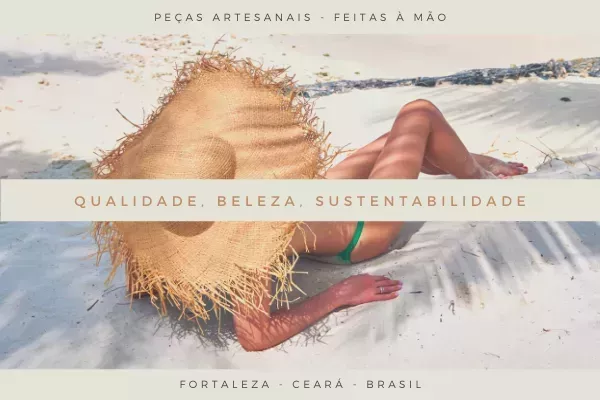 PEÇAS ARTESANAIS - FEITAS À MÃO
QUALIDADE, BELEZA, SUSTENTABILIDADE
FORTALEZA - CEARÁ - BRASIL